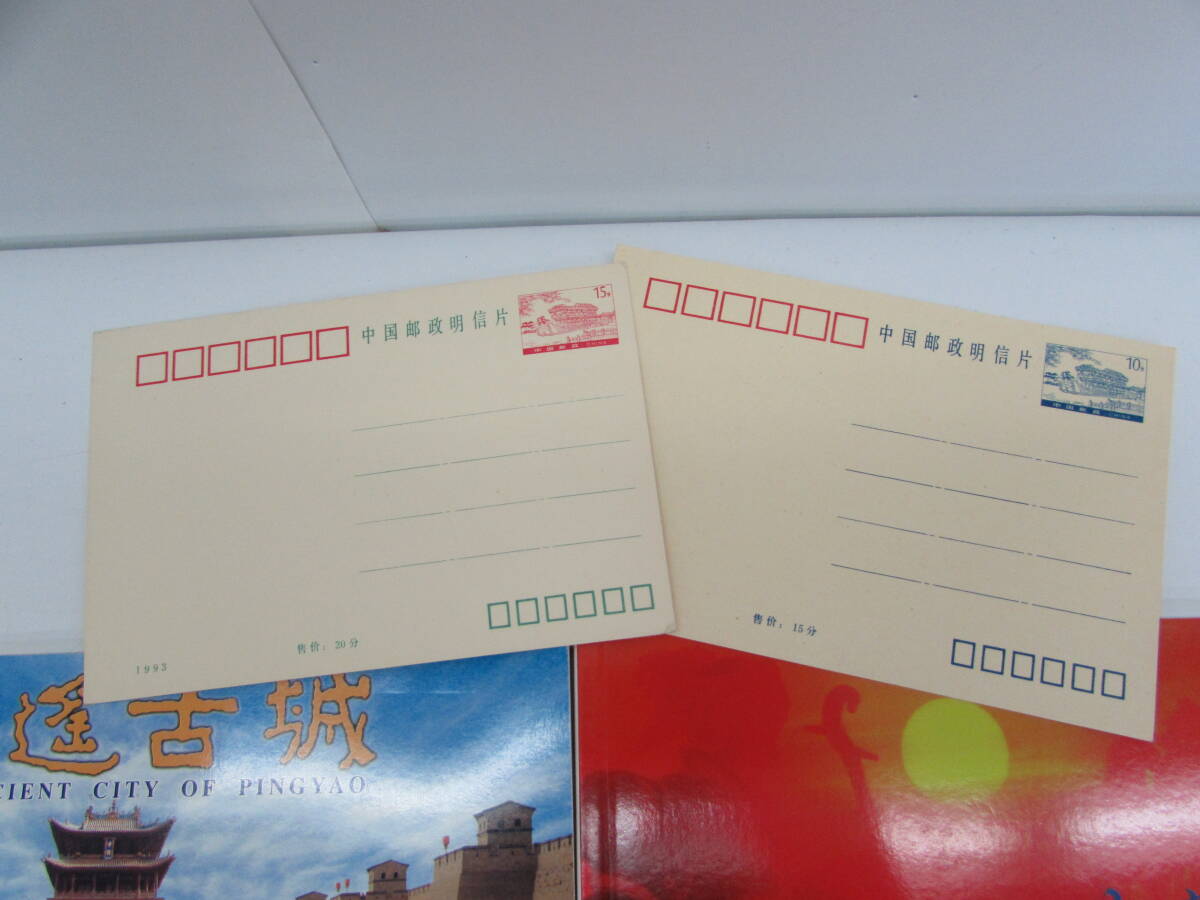 中国邮政明信片
15分
中国邮政
售价：20分
1993
中国邮政明信片
10分
中国邮政
售价：15分
遥古城
CIENT CITY OF PINGYAO